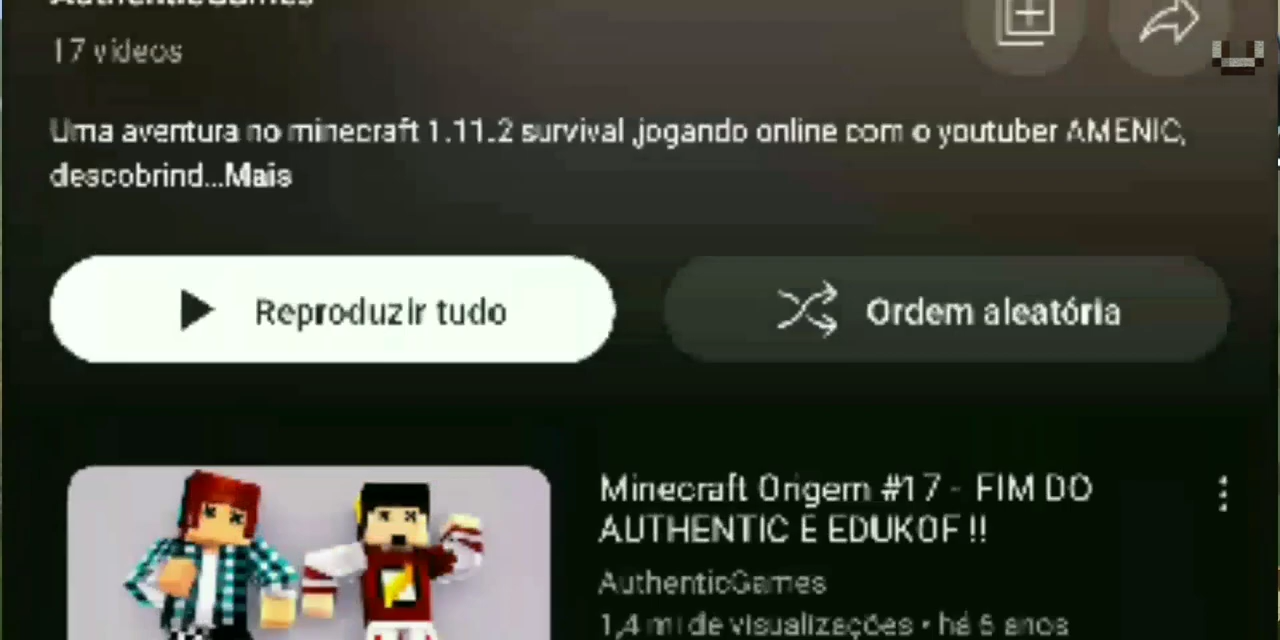 AuthenticGames
17 vídeos
Uma aventura no minecraft 1.11.2 survival ,jogando online com o youtuber AMENIC,
descobrind...Mais
Reproduzir tudo
Ordem aleatória
Minecraft Origem #17 - FIM DO
AUTHENTIC E EDUKOF !!
AuthenticGames
1,4 mi de visualizações • há 6 anos